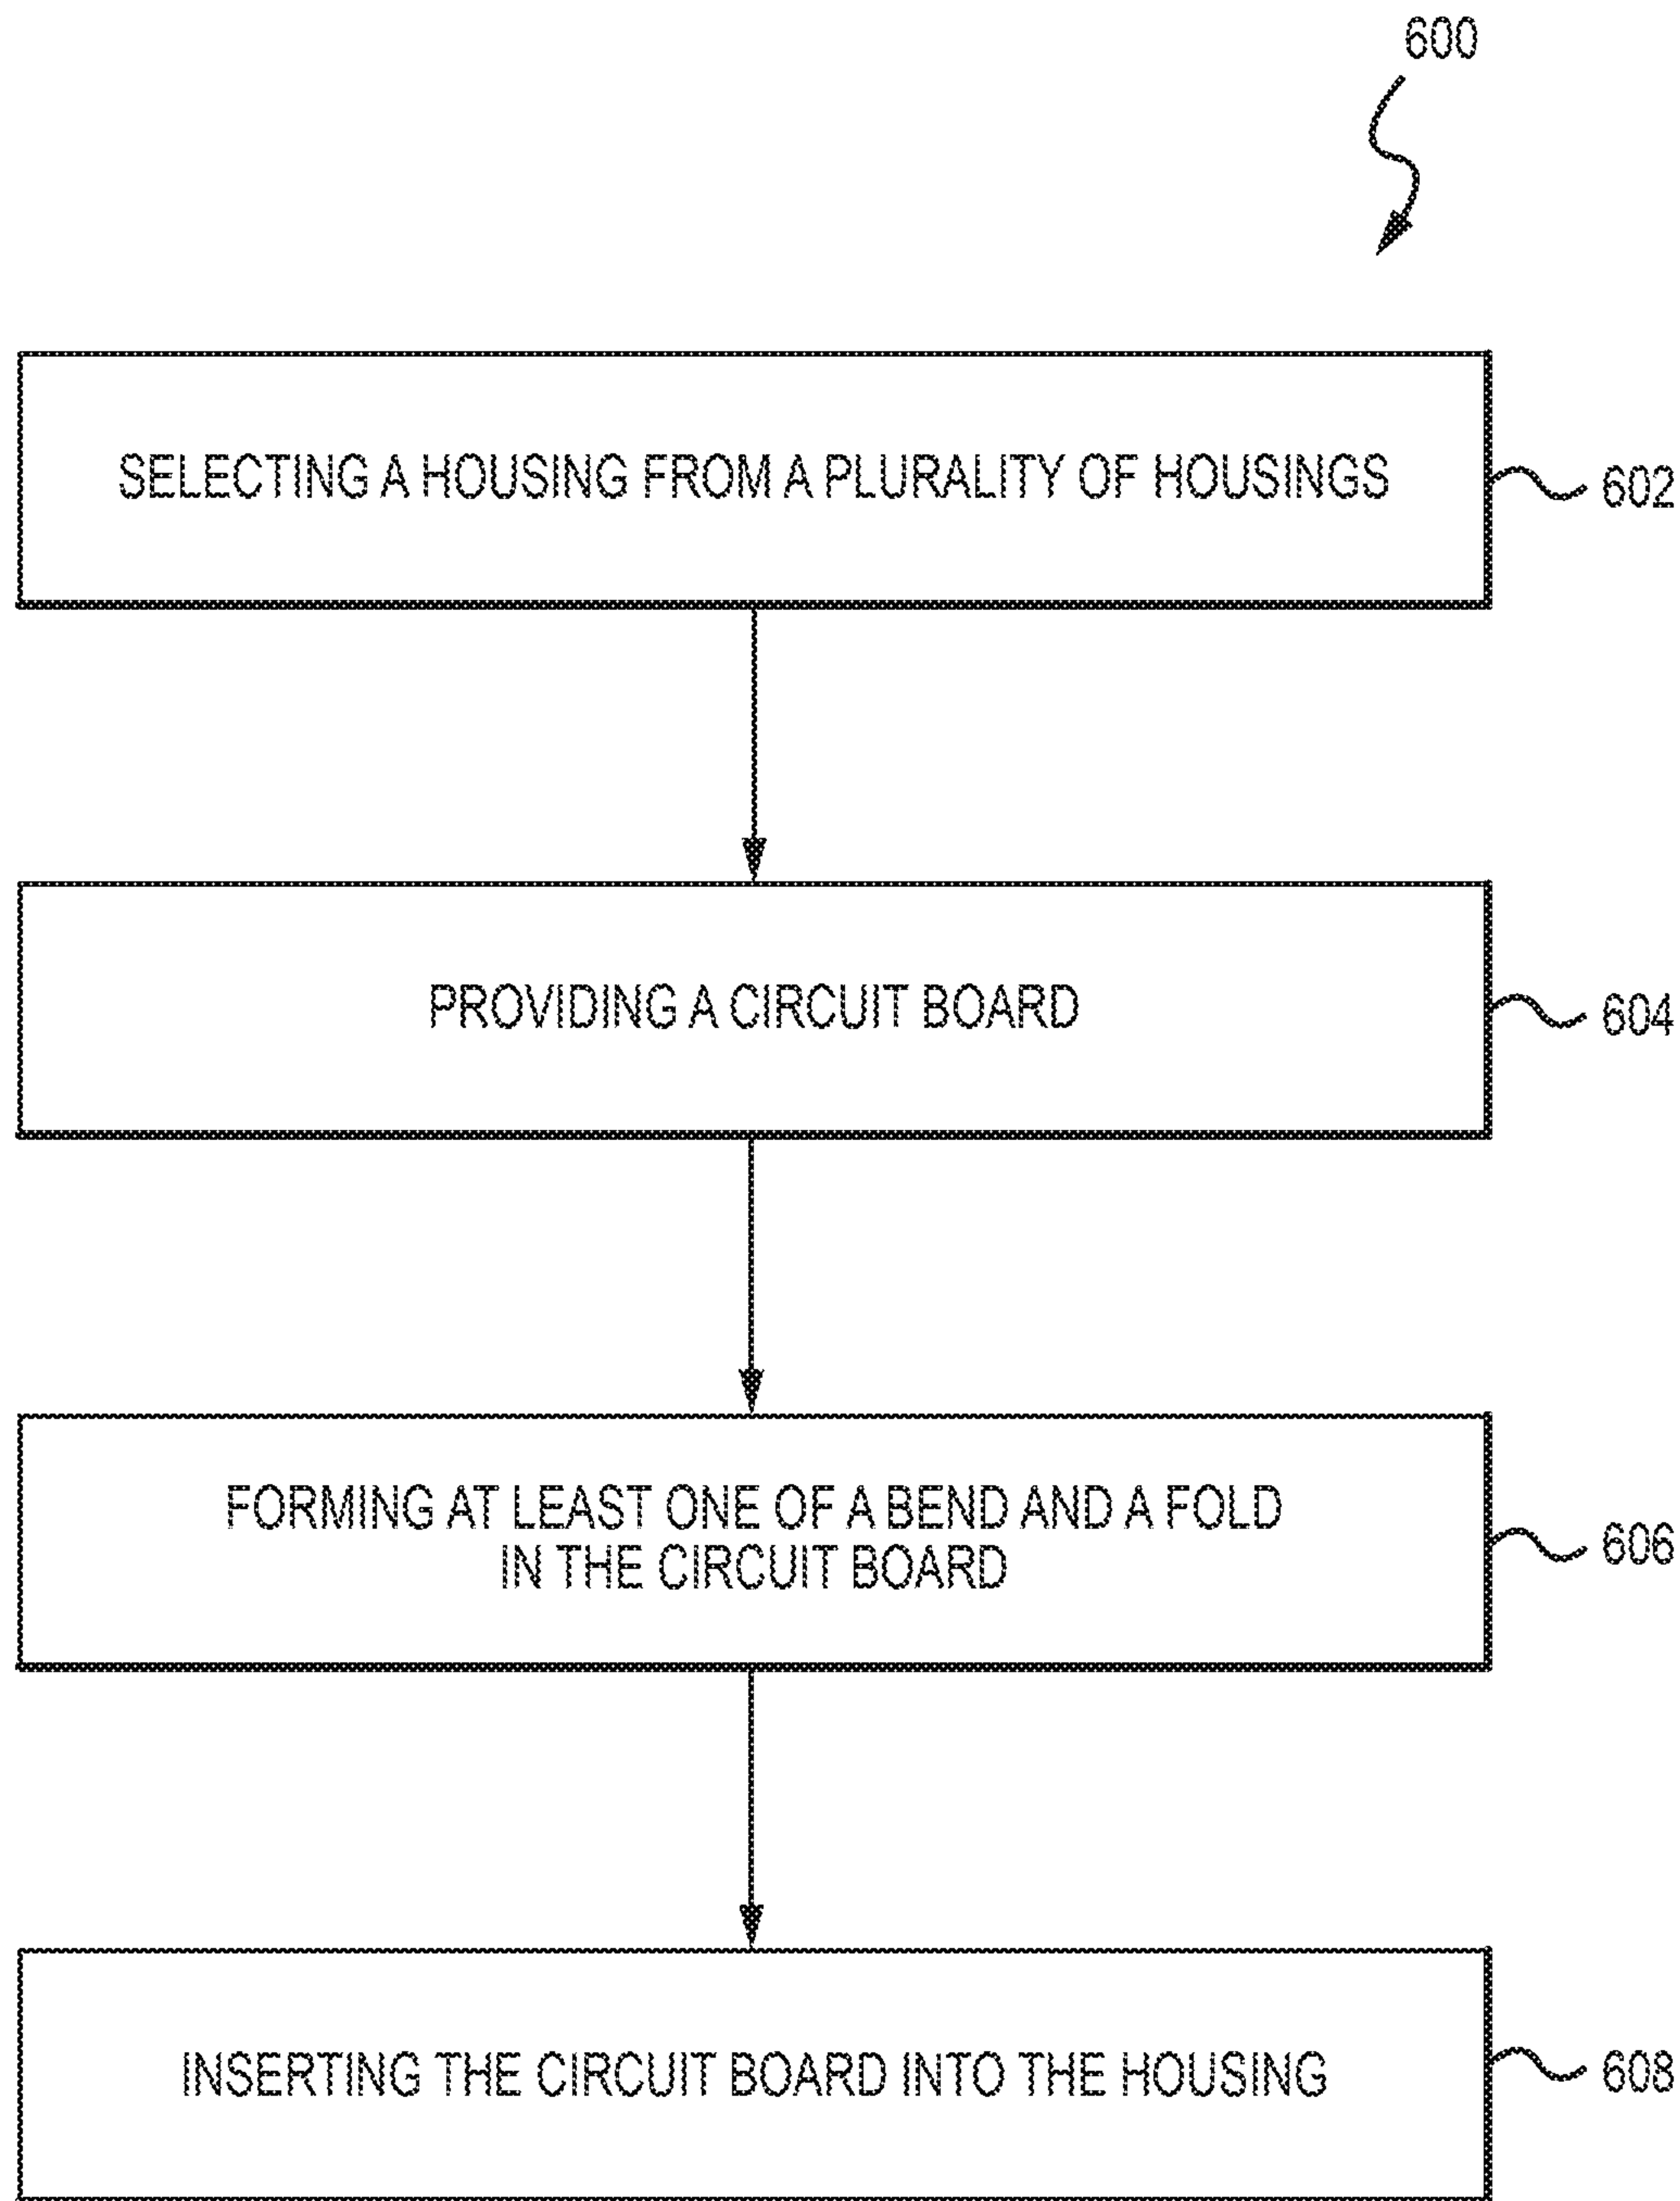 600
SELECTING A HOUSING FROM A PLURALITY OF HOUSINGS
602
PROVIDING A CIRCUIT BOARD
604
FORMING AT LEAST ONE OF A BEND AND A FOLD
IN THE CIRCUIT BOARD
606
INSERTING THE CIRCUIT BOARD INTO THE HOUSING
608